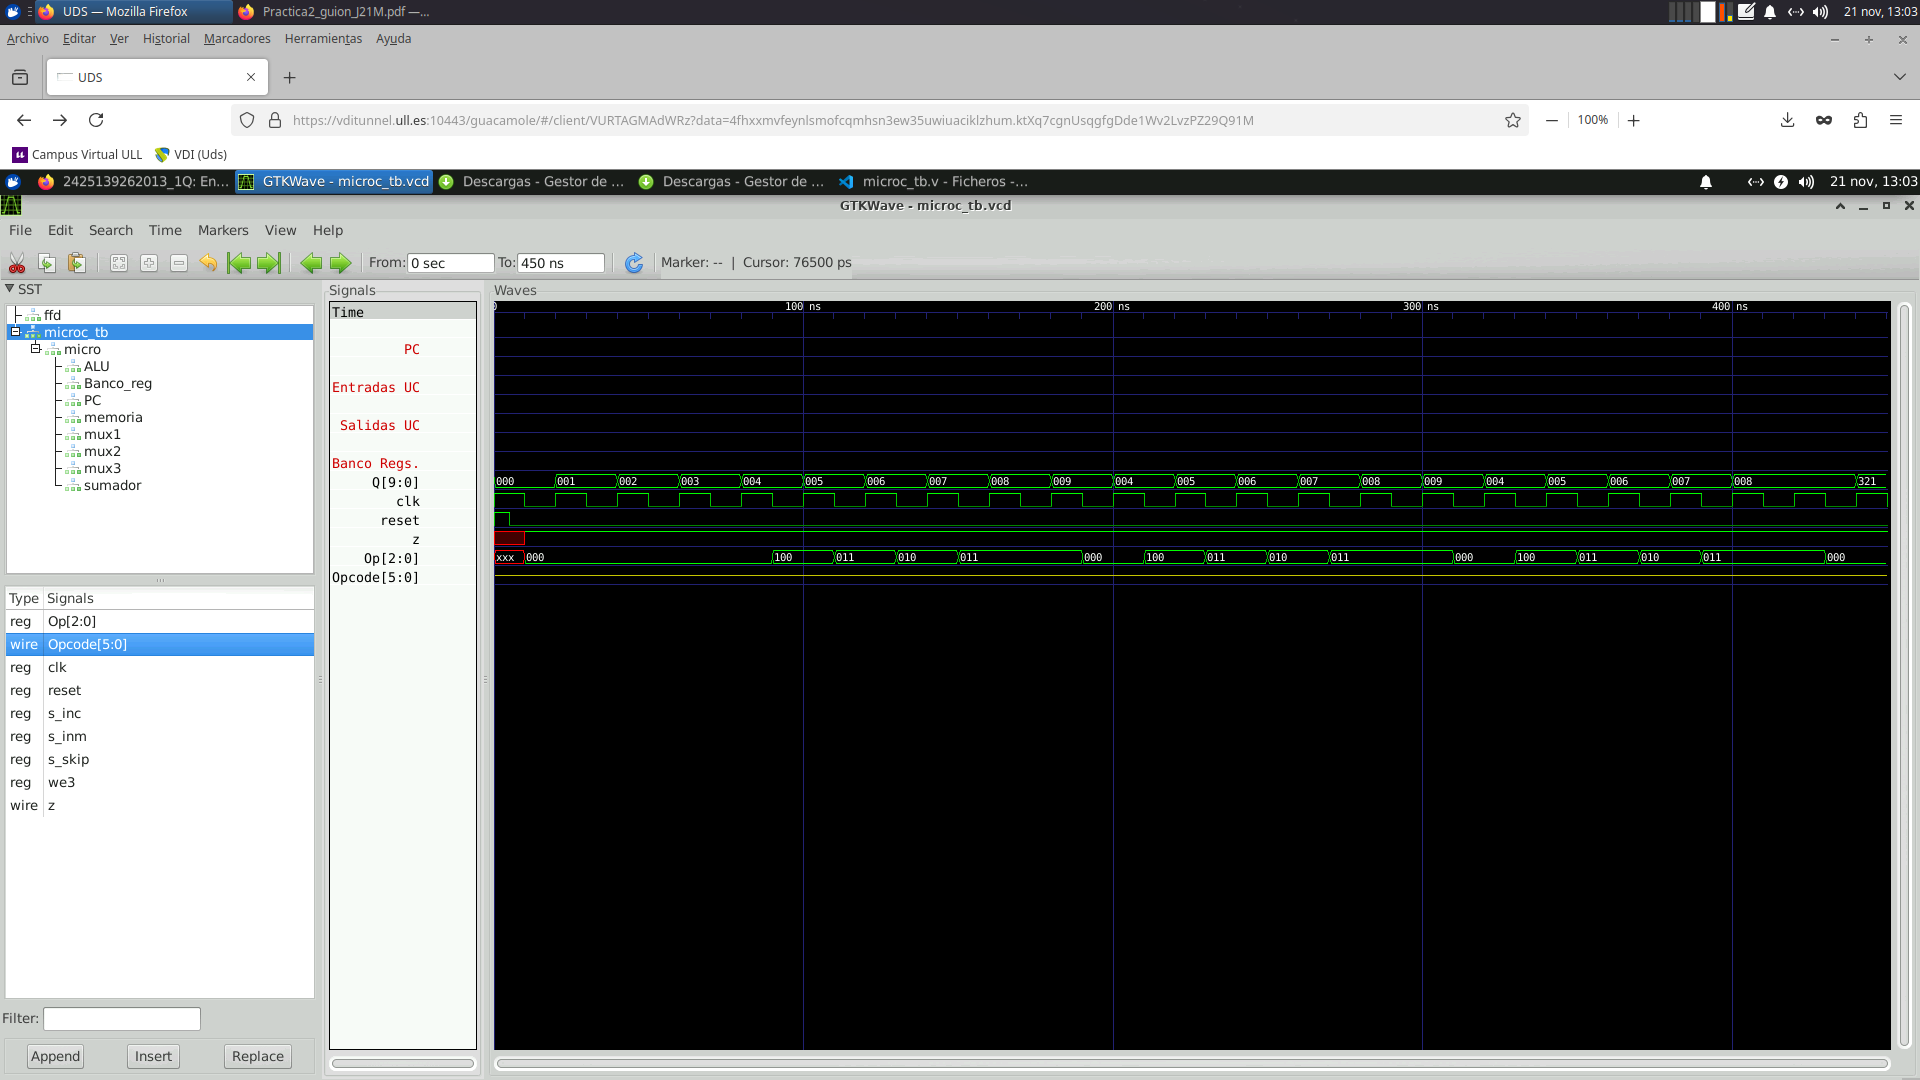 UDS — Mozilla Firefox
Practica2_guion_J21M.pdf —...
21 nov, 13:03
Archivo Editar Ver Historial Marcadores Herramientas Ayuda
UDS
https://vditunnel.ull.es:10443/guacamole/#/client/VURTAGMAdWRz?data=4fhxxmvfeynlsmofcqmhsn3ew35uwiuaciklzhum.ktXq7cgnUsqgfgDde1Wv2LvzPZ29Q91M
100%
Campus Virtual ULL VDI (Uds)
2425139262013_1Q: En...
GTKWave - microc_tb.vcd
Descargas - Gestor de ...
Descargas - Gestor de ...
microc_tb.v - Ficheros -...
21 nov, 13:03
GTKWave - microc_tb.vcd
File Edit Search Time Markers View Help
From: 0 sec To: 450 ns Marker: -- | Cursor: 76500 ps
SST
ffd
microc_tb
micro
ALU
Banco_reg
PC
memoria
mux1
mux2
mux3
sumador
Type Signals
reg Op[2:0]
wire Opcode[5:0]
reg clk
reg reset
reg s_inc
reg s_inm
reg s_skip
reg we3
wire z
Filter:
Append Insert Replace
Signals
Time
PC
Entradas UC
Salidas UC
Banco Regs.
Q[9:0]
clk
reset
z
Op[2:0]
Opcode[5:0]
Waves
0 100 ns 200 ns 300 ns 400 ns
000 001 002 003 004 005 006 007 008 009 004 005 006 007 008 009 004 005 006 007 008 321
xxx 000 100 011 010 011 000 100 011 010 011 000 100 011 010 011 000